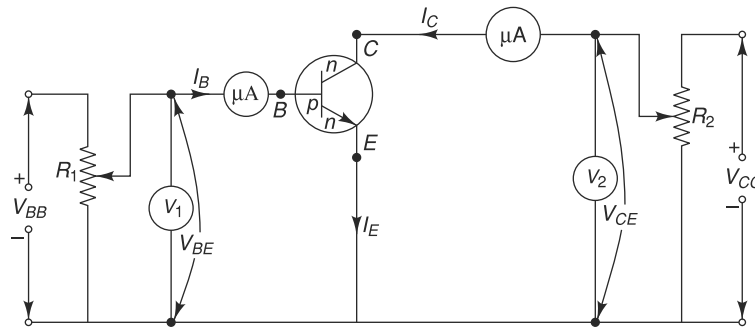 I_C
C
μA
n
I_B
μA
B
p
n
E
R_1
R_2
+
V_BB
–
V_1
V_BE
I_E
V_2
V_CE
+
V_CC
–